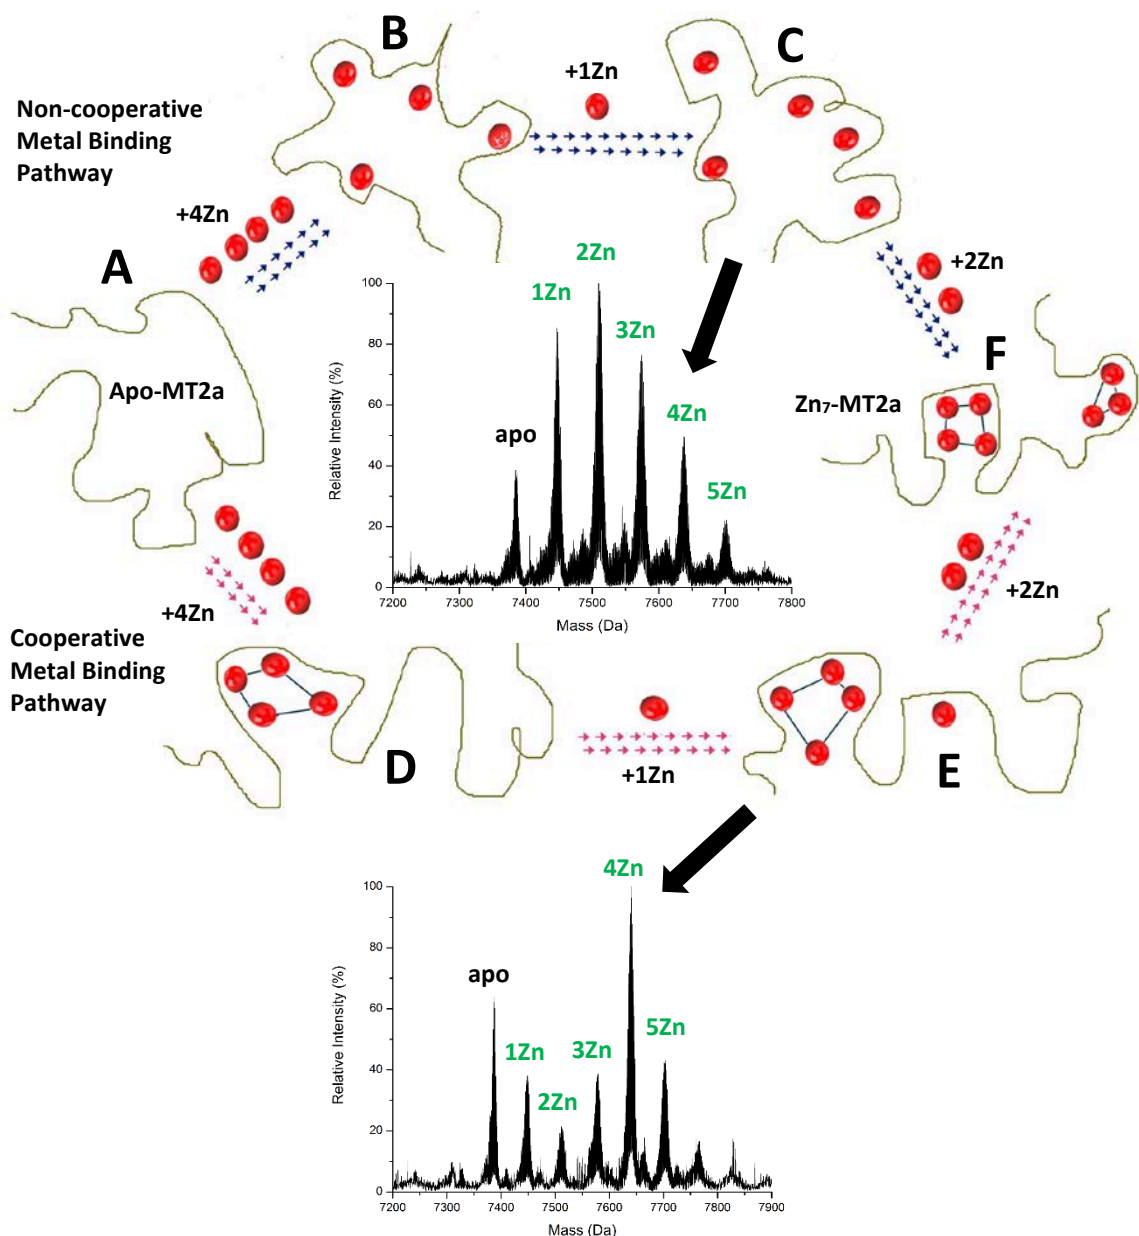 B
C
+1Zn
Non-cooperative
Metal Binding
Pathway
+4Zn
A
2Zn
+2Zn
1Zn
3Zn
F
Apo-MT2a
Zn₇-MT2a
4Zn
apo
5Zn
Relative Intensity (%)
100
80
60
40
20
0
7200 7300 7400 7500 7600 7700 7800
Mass (Da)
+4Zn
+2Zn
Cooperative
Metal Binding
Pathway
D
+1Zn
E
4Zn
apo
5Zn
1Zn
3Zn
2Zn
Relative Intensity (%)
100
80
60
40
20
0
7200 7300 7400 7500 7600 7700 7800 7900
Mass (Da)